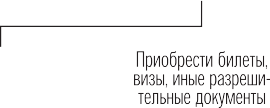 Приобрести билеты,
визы, иные разреши-
тельные документы